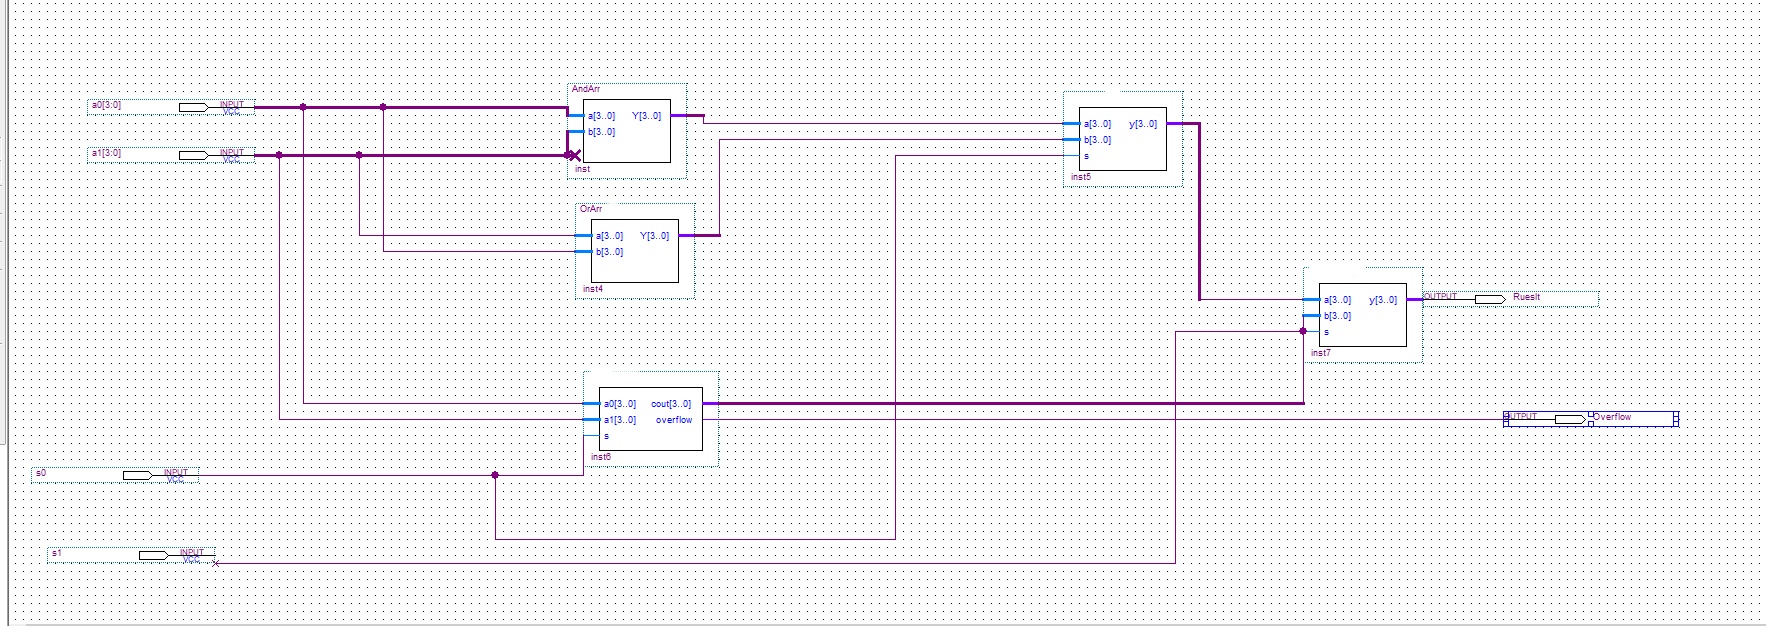 AndArr
a0[3:0] INPUT VCC
a[3..0] Y[3..0]
b[3..0]
inst
a1[3:0] INPUT VCC
a[3..0] y[3..0]
b[3..0]
s
inst5
OrArr
a[3..0] Y[3..0]
b[3..0]
inst4
a[3..0] y[3..0]
b[3..0]
s
inst7
OUTPUT Rueslt
a0[3..0] cout[3..0]
a1[3..0] overflow
s
inst6
OUTPUT Overflow
s0 INPUT VCC
s1 INPUT VCC